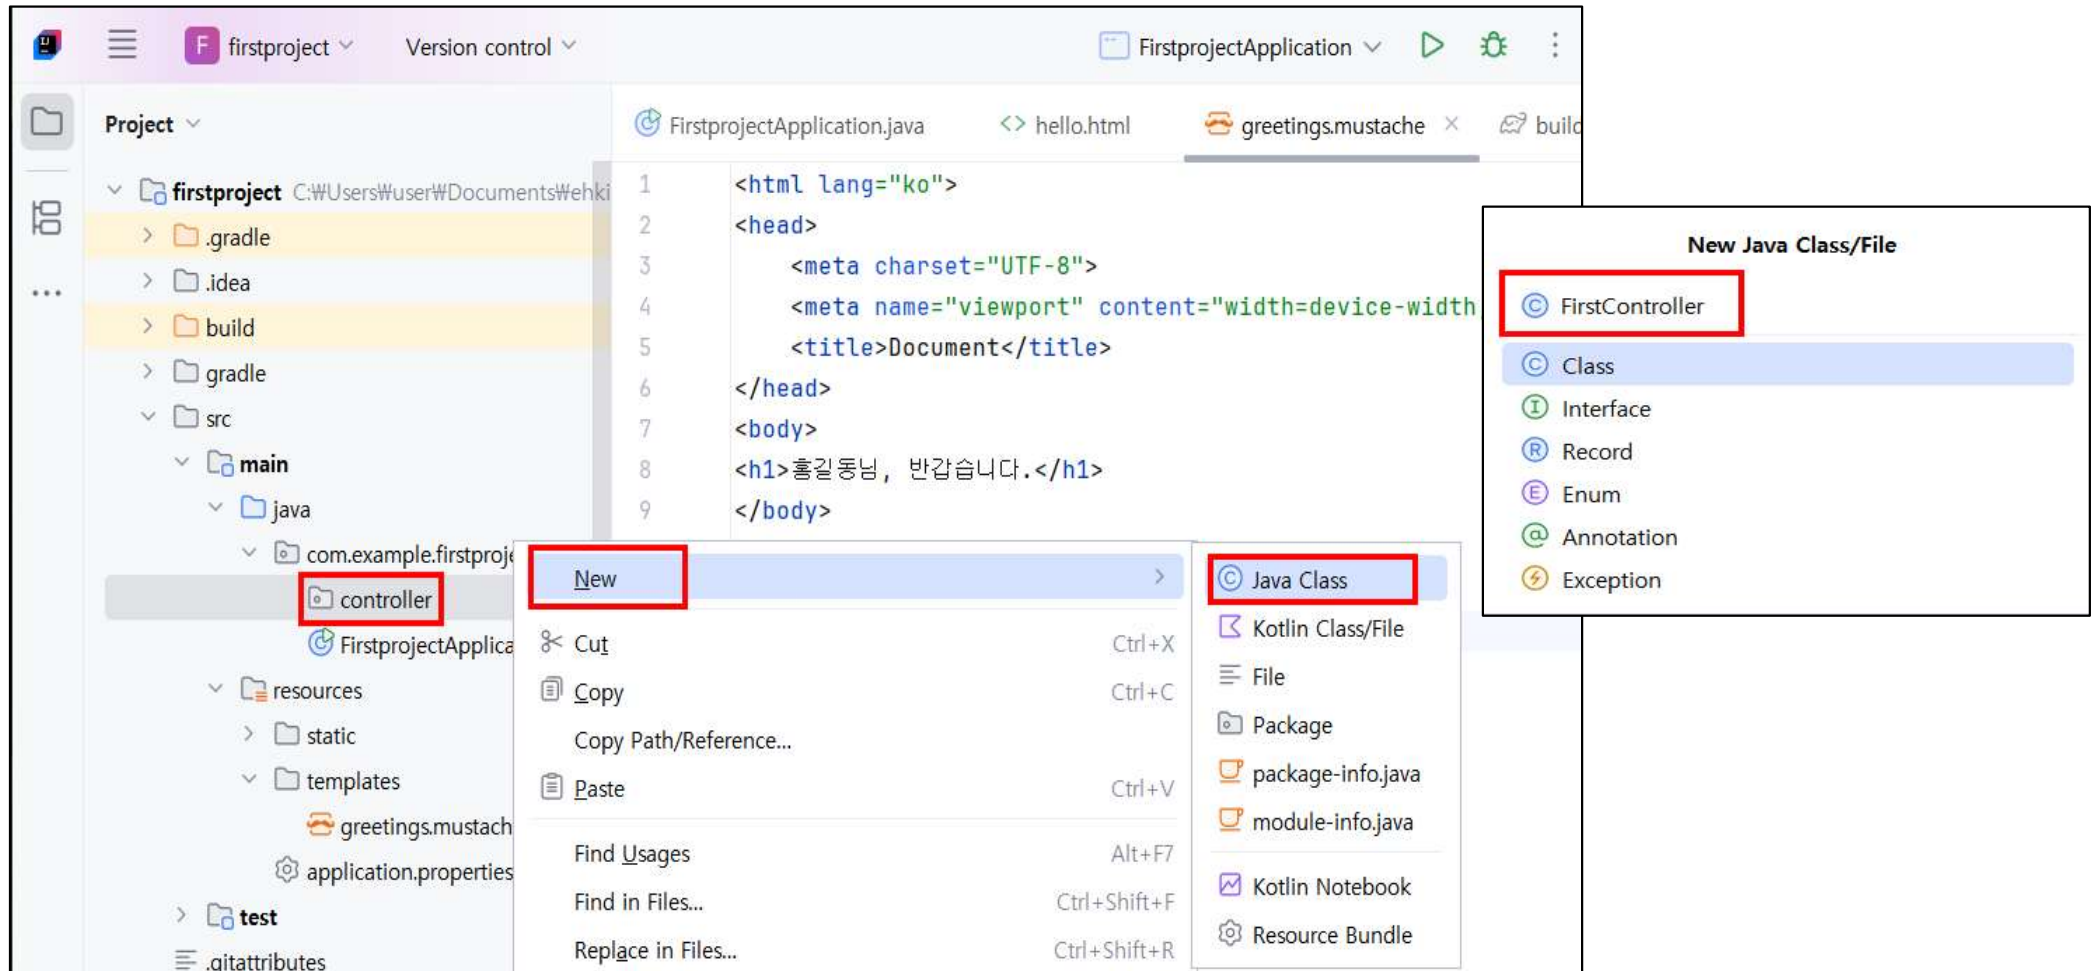 F firstproject Version control FirstprojectApplication
Project
FirstprojectApplication.java <> hello.html greetings.mustache × build
firstproject C:₩Users₩user₩Documents₩ehki
.gradle
.idea
build
gradle
src
main
java
com.example.firstproje
controller
FirstprojectApplica
resources
static
templates
greetings.mustach
application.properties
test
.gitattributes
1 <html lang="ko">
2 <head>
3 <meta charset="UTF-8">
4 <meta name="viewport" content="width=device-width
5 <title>Document</title>
6 </head>
7 <body>
8 <h1>홍길동님, 반갑습니다.</h1>
9 </body>
New
Cut Ctrl+X
Copy Ctrl+C
Copy Path/Reference...
Paste Ctrl+V
Find Usages Alt+F7
Find in Files... Ctrl+Shift+F
Replace in Files... Ctrl+Shift+R
Java Class
Kotlin Class/File
File
Package
package-info.java
module-info.java
Kotlin Notebook
Resource Bundle
New Java Class/File
FirstController
Class
Interface
Record
Enum
Annotation
Exception